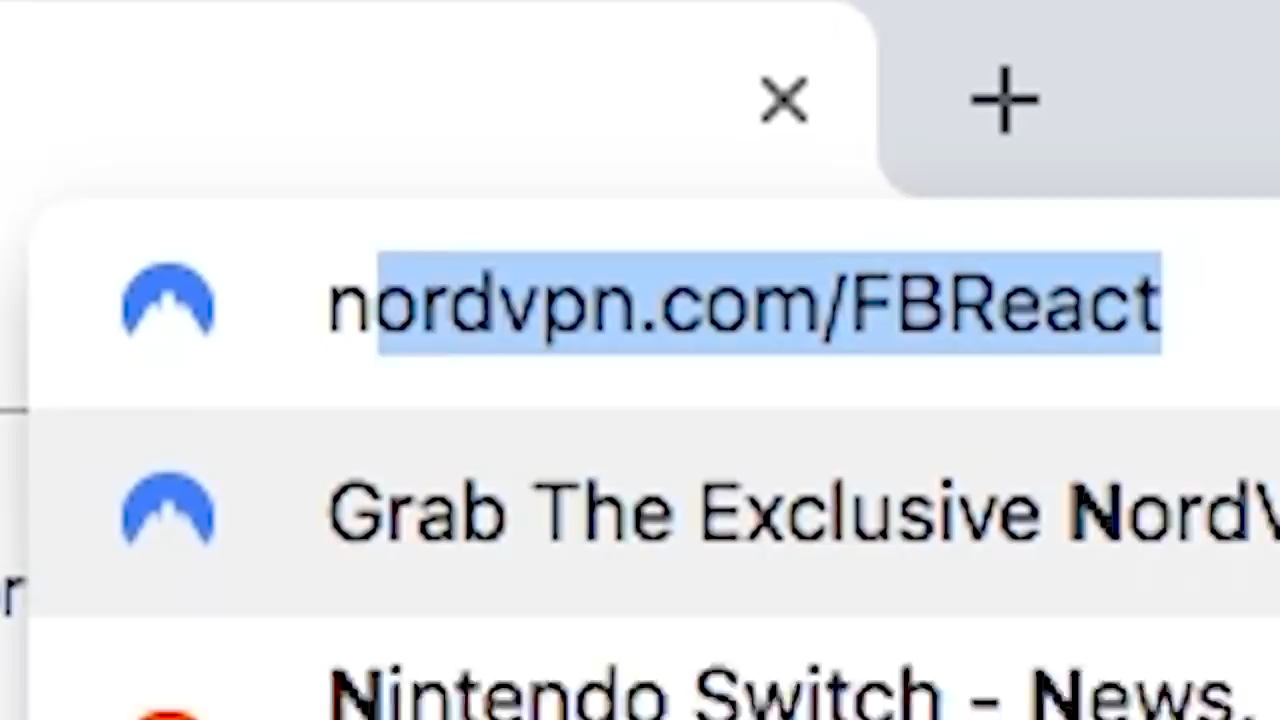 nordvpn.com/FBReact
Grab The Exclusive Nord
Nintendo Switch - News,